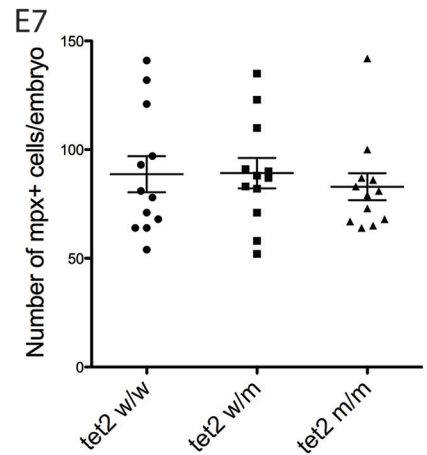 E7
Number of mpx+ cells/embryo
150
100
50
0
tet2 w/w
tet2 w/m
tet2 m/m